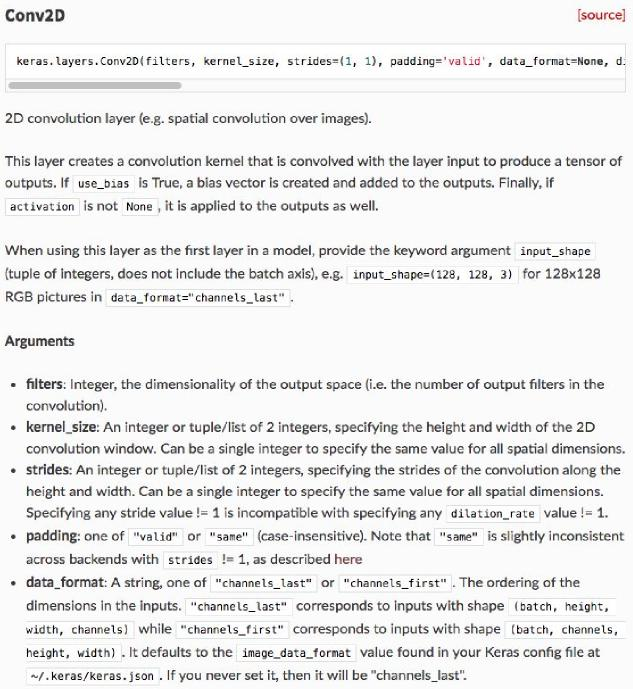 Conv2D [source]
keras.layers.Conv2D(filters, kernel_size, strides=(1, 1), padding='valid', data_format=None, d
2D convolution layer (e.g. spatial convolution over images).
This layer creates a convolution kernel that is convolved with the layer input to produce a tensor of
outputs. If use_bias is True, a bias vector is created and added to the outputs. Finally, if
activation is not None , it is applied to the outputs as well.
When using this layer as the first layer in a model, provide the keyword argument input_shape
(tuple of integers, does not include the batch axis), e.g. input_shape=(128, 128, 3) for 128x128
RGB pictures in data_format="channels_last" .
Arguments
• filters: Integer, the dimensionality of the output space (i.e. the number of output filters in the
convolution).
• kernel_size: An integer or tuple/list of 2 integers, specifying the height and width of the 2D
convolution window. Can be a single integer to specify the same value for all spatial dimensions.
• strides: An integer or tuple/list of 2 integers, specifying the strides of the convolution along the
height and width. Can be a single integer to specify the same value for all spatial dimensions.
Specifying any stride value != 1 is incompatible with specifying any dilation_rate value != 1.
• padding: one of "valid" or "same" (case-insensitive). Note that "same" is slightly inconsistent
across backends with strides != 1, as described here
• data_format: A string, one of "channels_last" or "channels_first" . The ordering of the
dimensions in the inputs. "channels_last" corresponds to inputs with shape (batch, height,
width, channels) while "channels_first" corresponds to inputs with shape (batch, channels,
height, width) . It defaults to the image_data_format value found in your Keras config file at
~/.keras/keras.json . If you never set it, then it will be "channels_last".